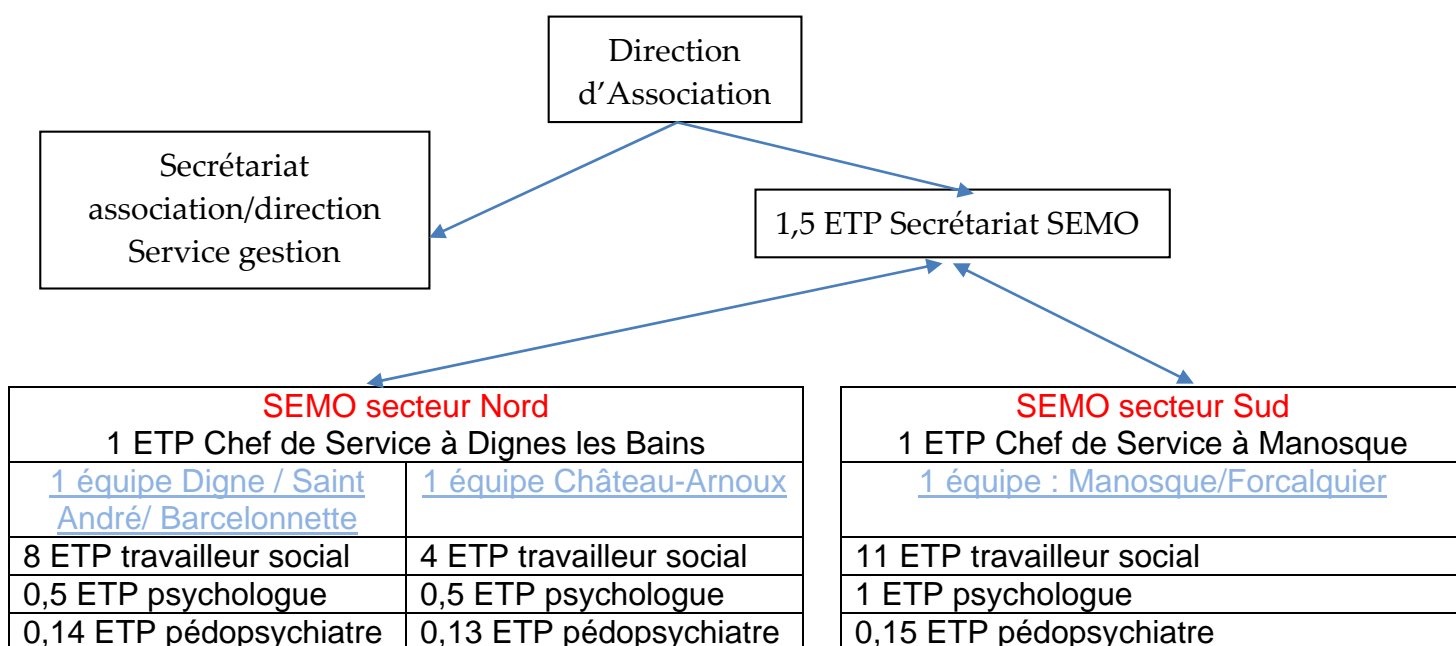 Direction
d’Association
Secrétariat
association/direction
Service gestion
1,5 ETP Secrétariat SEMO
SEMO secteur Nord
1 ETP Chef de Service à Dignes les Bains
1 équipe Digne / Saint
André/ Barcelonnette
1 équipe Château-Arnoux
8 ETP travailleur social
4 ETP travailleur social
0,5 ETP psychologue
0,5 ETP psychologue
0,14 ETP pédopsychiatre
0,13 ETP pédopsychiatre
SEMO secteur Sud
1 ETP Chef de Service à Manosque
1 équipe : Manosque/Forcalquier
11 ETP travailleur social
1 ETP psychologue
0,15 ETP pédopsychiatre